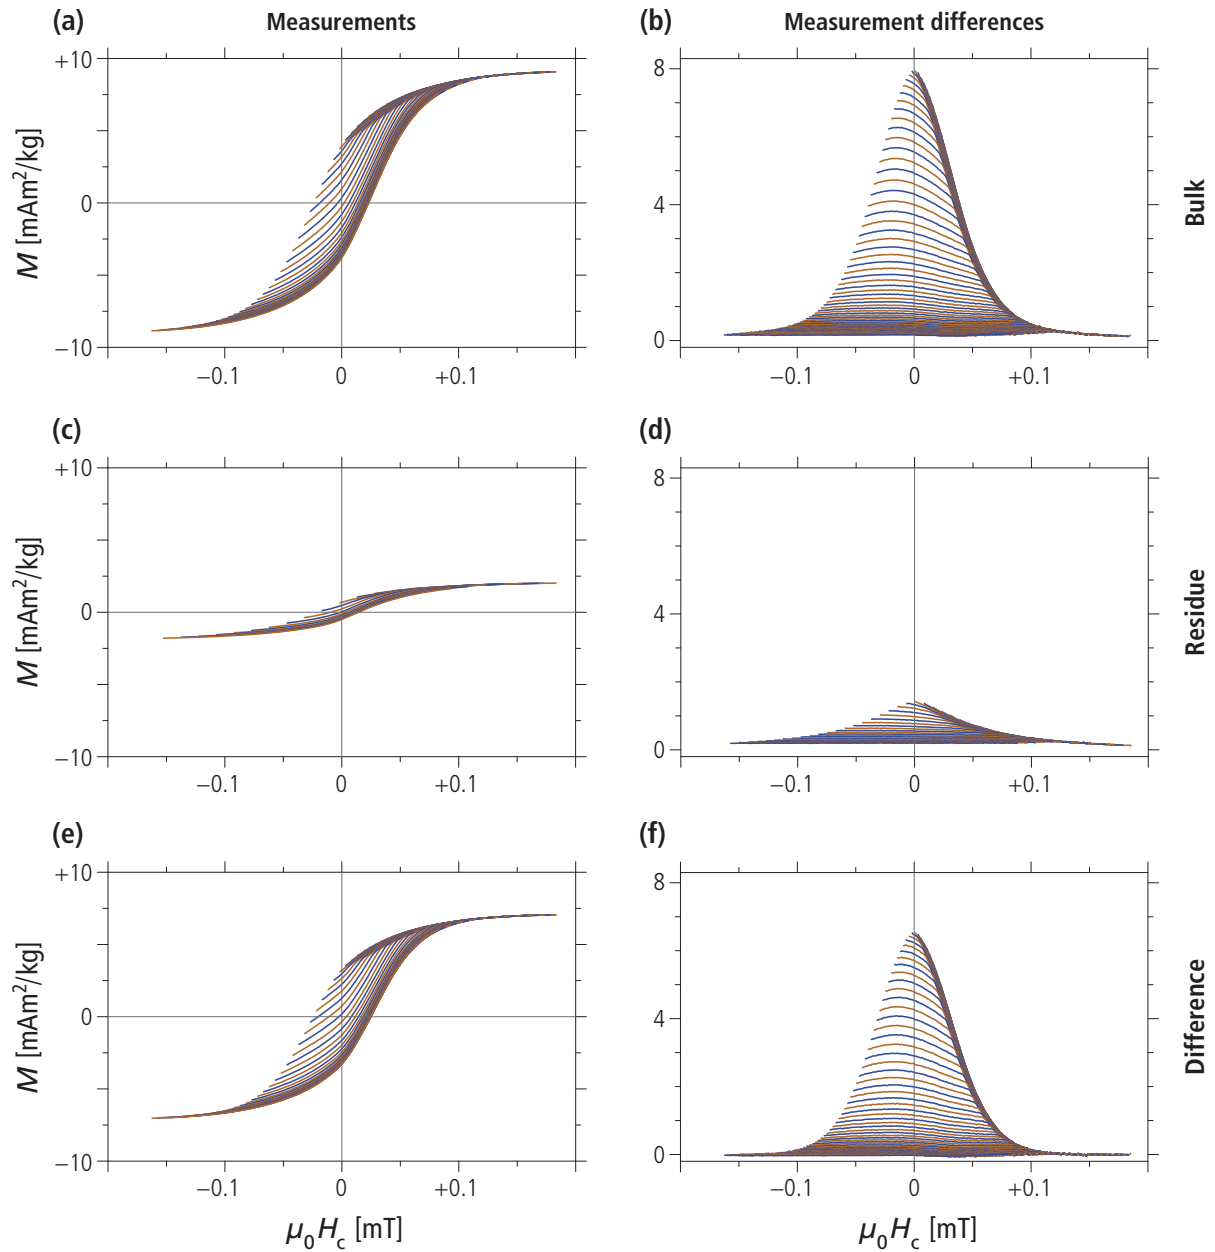 (a) Measurements (b) Measurement differences
+10 8
M [mAm²/kg] 0 4 Bulk
−10 0
−0.1 0 +0.1 −0.1 0 +0.1
(c) (d)
+10 8
M [mAm²/kg] 0 4 Residue
−10 0
−0.1 0 +0.1 −0.1 0 +0.1
(e) (f)
+10 8
M [mAm²/kg] 0 4 Difference
−10 0
−0.1 0 +0.1 −0.1 0 +0.1
μ₀H꜀ [mT] μ₀H꜀ [mT]